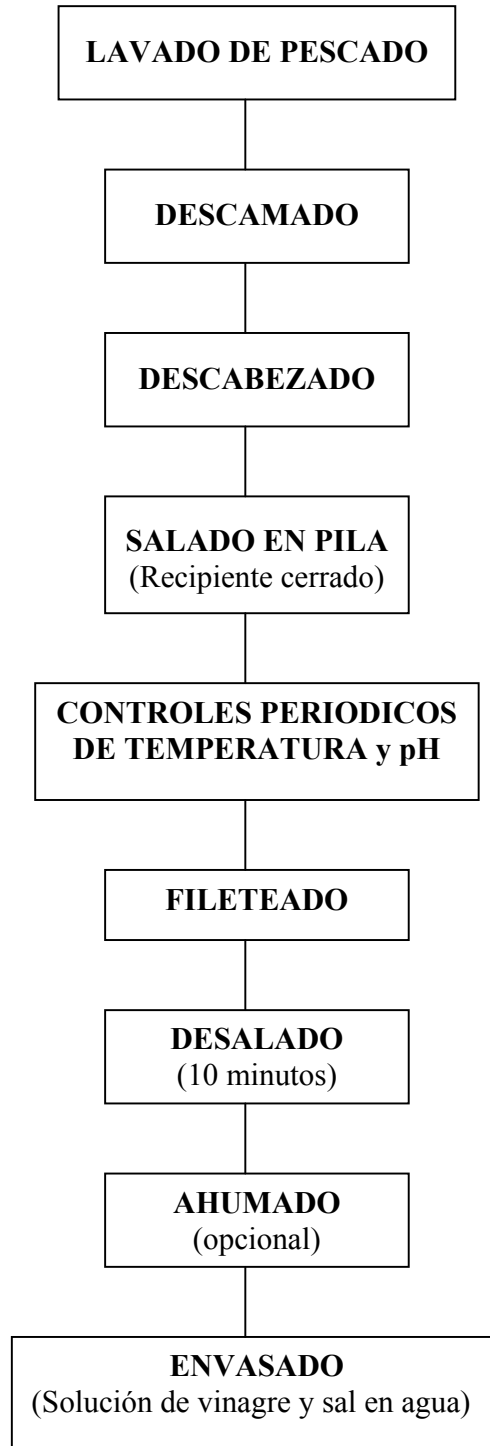 LAVADO DE PESCADO
DESCAMADO
DESCABEZADO
SALADO EN PILA
(Recipiente cerrado)
CONTROLES PERIODICOS
DE TEMPERATURA y pH
FILETEADO
DESALADO
(10 minutos)
AHUMADO
(opcional)
ENVASADO
(Solución de vinagre y sal en agua)